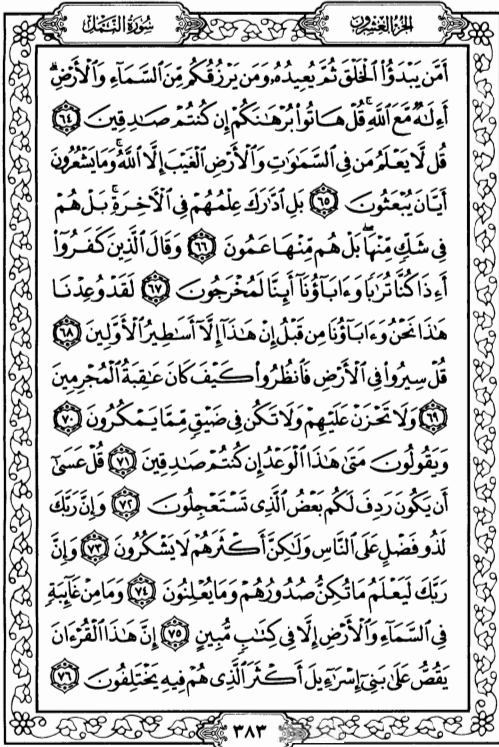 الجزء العشرون سورة النمل
أَمَّن يَبْدَؤُا۟ ٱلْخَلْقَ ثُمَّ يُعِيدُهُۥ وَمَن يَرْزُقُكُم مِّنَ ٱلسَّمَآءِ وَٱلْأَرْضِۗ
أَءِلَٰهٌ مَّعَ ٱللَّهِۚ قُلْ هَاتُوا۟ بُرْهَٰنَكُمْ إِن كُنتُمْ صَٰدِقِينَ ٦٤
قُل لَّا يَعْلَمُ مَن فِى ٱلسَّمَٰوَٰتِ وَٱلْأَرْضِ ٱلْغَيْبَ إِلَّا ٱللَّهُۚ وَمَا يَشْعُرُونَ
أَيَّانَ يُبْعَثُونَ ٦٥ بَلِ ٱدَّٰرَكَ عِلْمُهُمْ فِى ٱلْءَاخِرَةِۚ بَلْ هُمْ
فِى شَكٍّ مِّنْهَاۖ بَلْ هُم مِّنْهَا عَمُونَ ٦٦ وَقَالَ ٱلَّذِينَ كَفَرُوٓا۟
أَءِذَا كُنَّا تُرَٰبًا وَءَابَآؤُنَآ أَئِنَّا لَمُخْرَجُونَ ٦٧ لَقَدْ وُعِدْنَا
هَٰذَا نَحْنُ وَءَابَآؤُنَا مِن قَبْلُ إِنْ هَٰذَآ إِلَّآ أَسَٰطِيرُ ٱلْأَوَّلِينَ ٦٨
قُلْ سِيرُوا۟ فِى ٱلْأَرْضِ فَٱنظُرُوا۟ كَيْفَ كَانَ عَٰقِبَةُ ٱلْمُجْرِمِينَ
٦٩ وَلَا تَحْزَنْ عَلَيْهِمْ وَلَا تَكُن فِى ضَيْقٍ مِّمَّا يَمْكُرُونَ ٧٠
وَيَقُولُونَ مَتَىٰ هَٰذَا ٱلْوَعْدُ إِن كُنتُمْ صَٰدِقِينَ ٧١ قُلْ عَسَىٰٓ
أَن يَكُونَ رَدِفَ لَكُم بَعْضُ ٱلَّذِى تَسْتَعْجِلُونَ ٧٢ وَإِنَّ رَبَّكَ
لَذُو فَضْلٍ عَلَى ٱلنَّاسِ وَلَٰكِنَّ أَكْثَرَهُمْ لَا يَشْكُرُونَ ٧٣ وَإِنَّ
رَبَّكَ لَيَعْلَمُ مَا تُكِنُّ صُدُورُهُمْ وَمَا يُعْلِنُونَ ٧٤ وَمَا مِنْ غَآئِبَةٍ
فِى ٱلسَّمَآءِ وَٱلْأَرْضِ إِلَّا فِى كِتَٰبٍ مُّبِينٍ ٧٥ إِنَّ هَٰذَا ٱلْقُرْءَانَ
يَقُصُّ عَلَىٰ بَنِىٓ إِسْرَٰٓءِيلَ أَكْثَرَ ٱلَّذِى هُمْ فِيهِ يَخْتَلِفُونَ ٧٦
٣٨٣